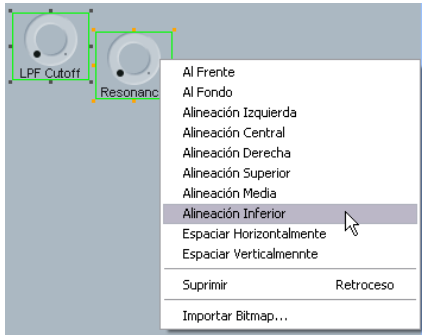 LPF Cutoff
Resonanc
Al Frente
Al Fondo
Alineación Izquierda
Alineación Central
Alineación Derecha
Alineación Superior
Alineación Media
Alineación Inferior
Espaciar Horizontalmente
Espaciar Verticalmennte
Suprimir Retroceso
Importar Bitmap...